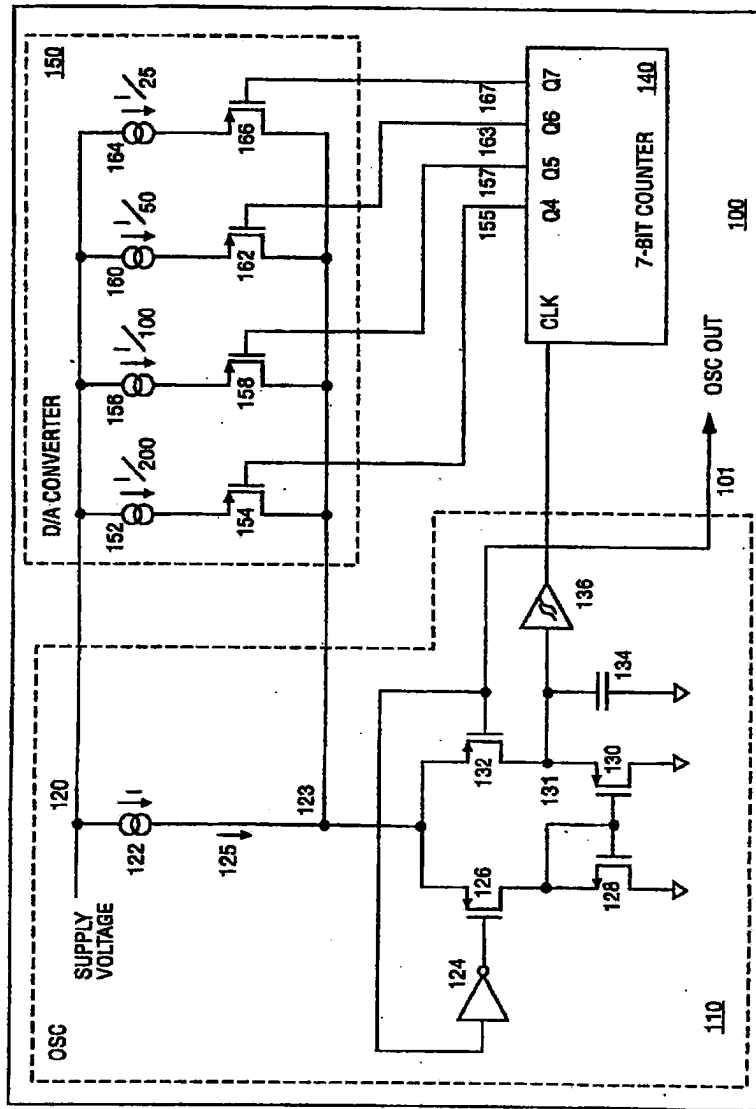 150
164
I/25
166
160
I/50
162
156
I/100
158
152
I/200
154
D/A CONVERTER
167
163
157
155
Q7
Q6
Q5
Q4
140
7-BIT COUNTER
CLK
100
OSC OUT
101
136
134
120
SUPPLY
VOLTAGE
122
I
125
123
132
131
130
126
128
124
OSC
110